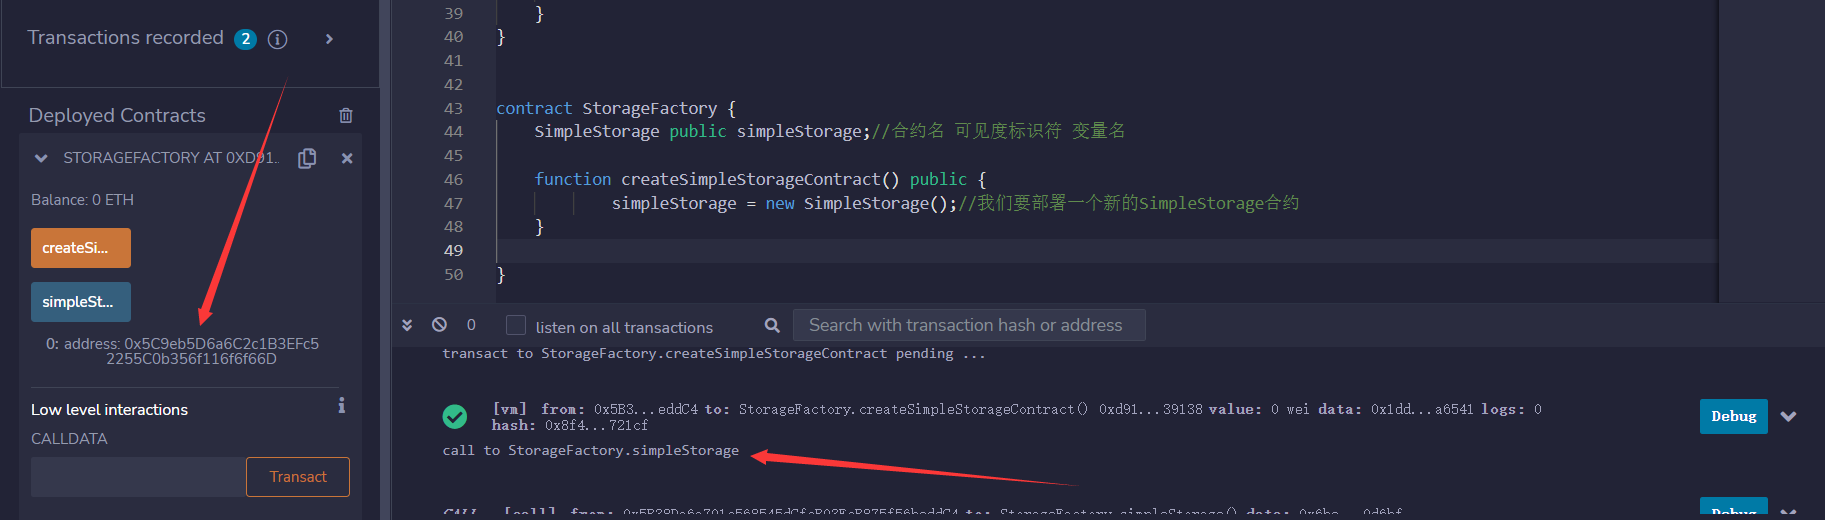 Transactions recorded 2
Deployed Contracts
STORAGEFACTORY AT 0XD91..
Balance: 0 ETH
createSi...
simpleSt...
0: address: 0x5C9eb5D6a6C2c1B3EFc5
2255C0b356f116f6f66D
Low level interactions
CALLDATA
Transact
39 }
40 }
41
42
43 contract StorageFactory {
44 SimpleStorage public simpleStorage;//合约名 可见度标识符 变量名
45
46 function createSimpleStorageContract() public {
47 simpleStorage = new SimpleStorage();//我们要部署一个新的SimpleStorage合约
48 }
49
50 }
0 listen on all transactions Search with transaction hash or address
transact to StorageFactory.createSimpleStorageContract pending ...
[vm] from: 0x5B3...eddC4 to: StorageFactory.createSimpleStorageContract() 0xd91...39138 value: 0 wei data: 0x1dd...a6541 logs: 0
hash: 0x8f4...721cf
Debug
call to StorageFactory.simpleStorage
CALL [call] from: 0x5B38Da6a701c568545dCfcB03FcB875f56beddC4 to: StorageFactory.simpleStorage() data:
Debug